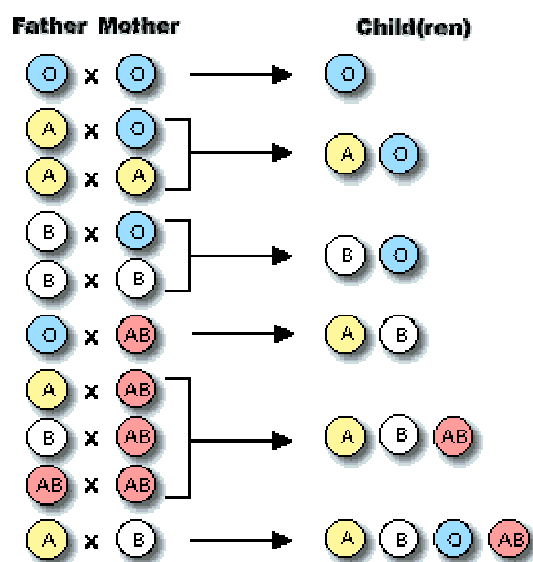 Father Mother Child(ren)
O x O O
A x O
A x A
A O
B x O
B x B
B O
O x AB A B
A x AB
B x AB
AB x AB
A B AB
A x B A B O AB